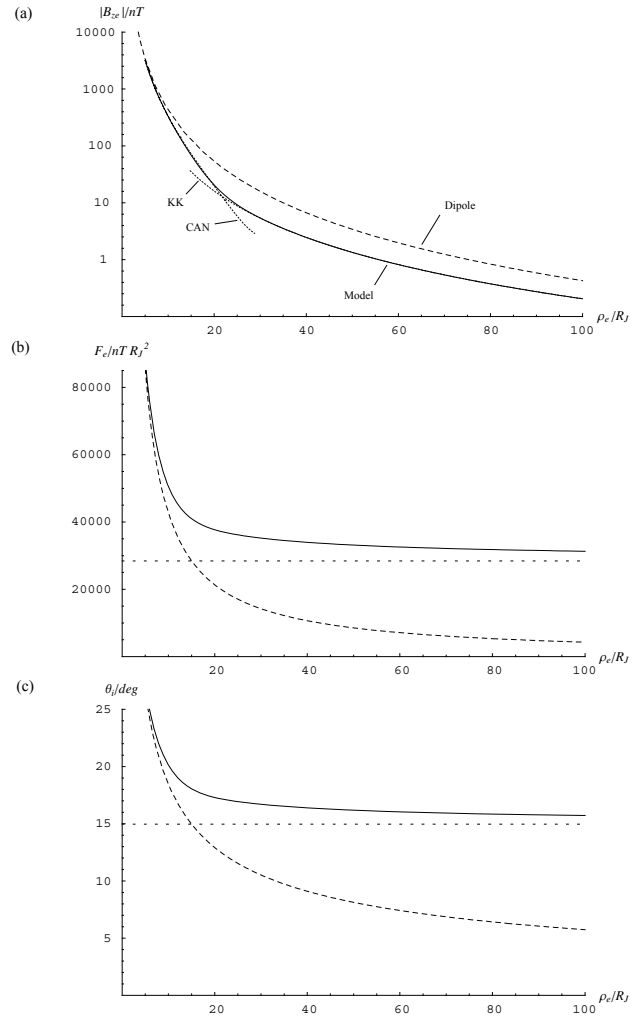 (a)
|B_ze|/nT
10000
1000
100
10
1
KK
CAN
Dipole
Model
20 40 60 80 100
ρ_e/R_J
(b)
F_e/nT R_J²
80000
60000
40000
20000
20 40 60 80 100
ρ_e/R_J
(c)
θ_i/deg
25
20
15
10
5
20 40 60 80 100
ρ_e/R_J